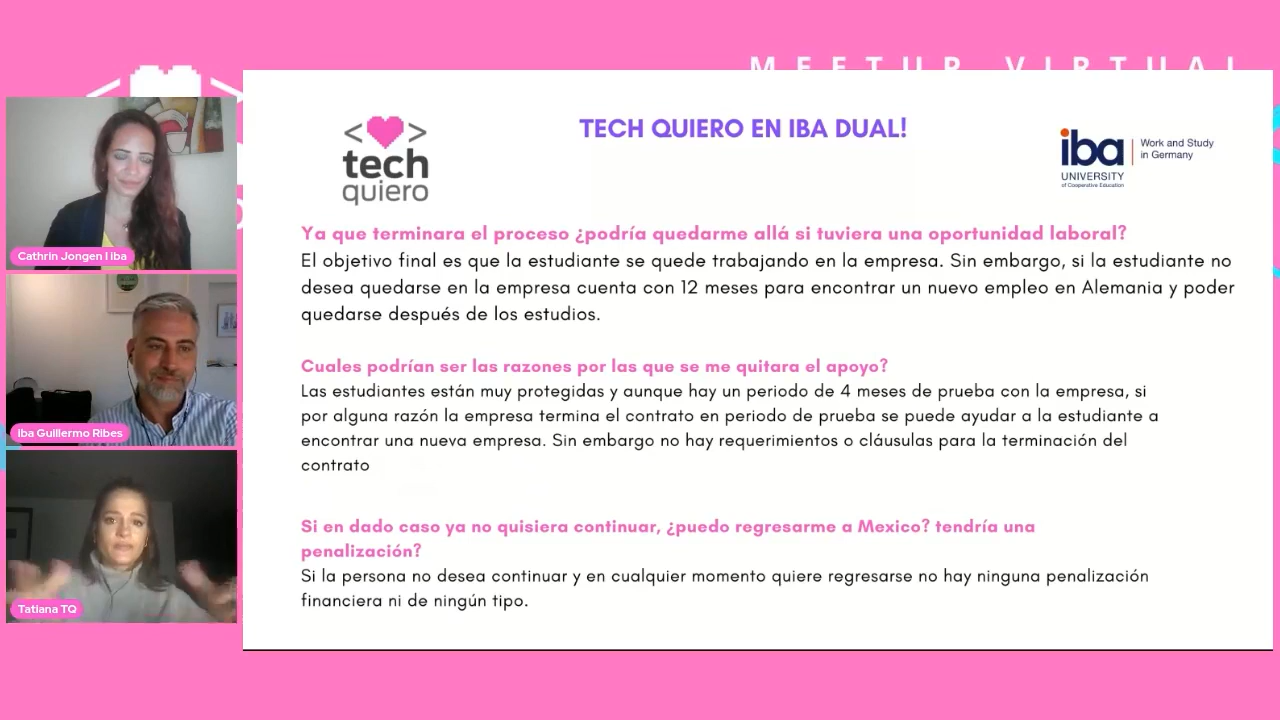 MEETUP VIRTUAL
< >
tech
quiero
TECH QUIERO EN IBA DUAL!
iba
Work and Study
in Germany
UNIVERSITY
of Cooperative Education
Ya que terminara el proceso ¿podría quedarme allá si tuviera una oportunidad laboral?
El objetivo final es que la estudiante se quede trabajando en la empresa. Sin embargo, si la estudiante no
desea quedarse en la empresa cuenta con 12 meses para encontrar un nuevo empleo en Alemania y poder
quedarse después de los estudios.
Cuales podrían ser las razones por las que se me quitara el apoyo?
Las estudiantes están muy protegidas y aunque hay un periodo de 4 meses de prueba con la empresa, si
por alguna razón la empresa termina el contrato en periodo de prueba se puede ayudar a la estudiante a
encontrar una nueva empresa. Sin embargo no hay requerimientos o cláusulas para la terminación del
contrato
Si en dado caso ya no quisiera continuar, ¿puedo regresarme a Mexico? tendría una
penalización?
Si la persona no desea continuar y en cualquier momento quiere regresarse no hay ninguna penalización
financiera ni de ningún tipo.
Cathrin Jongen I iba
Iba Guillermo Ribes
Tatiana TQ